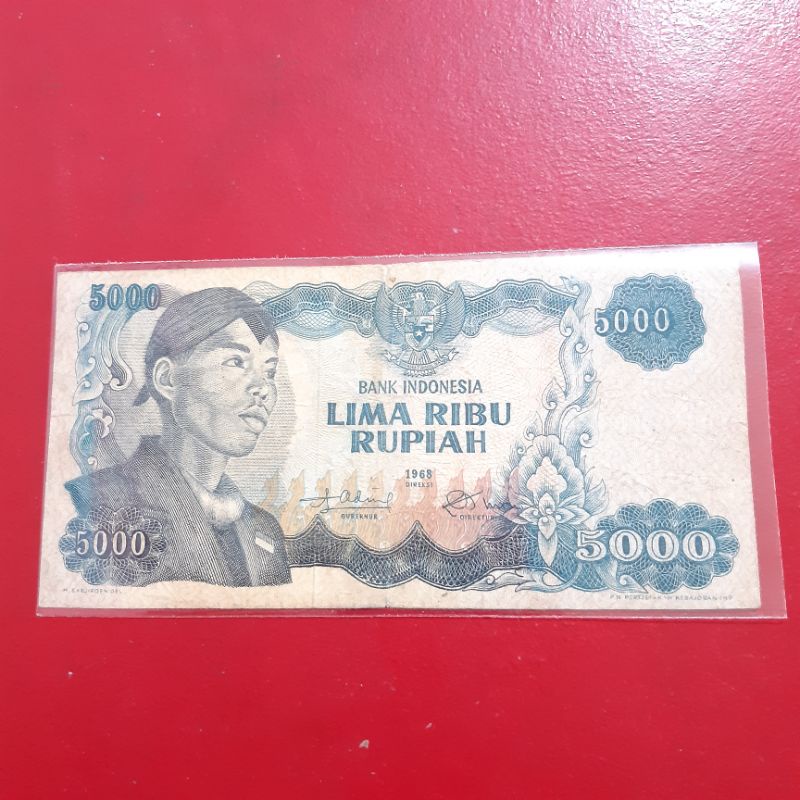 5000
5000
BANK INDONESIA
LIMA RIBU
RUPIAH
1968
DIREKSI
GUBERNUR
DIREKTUR
5000
5000